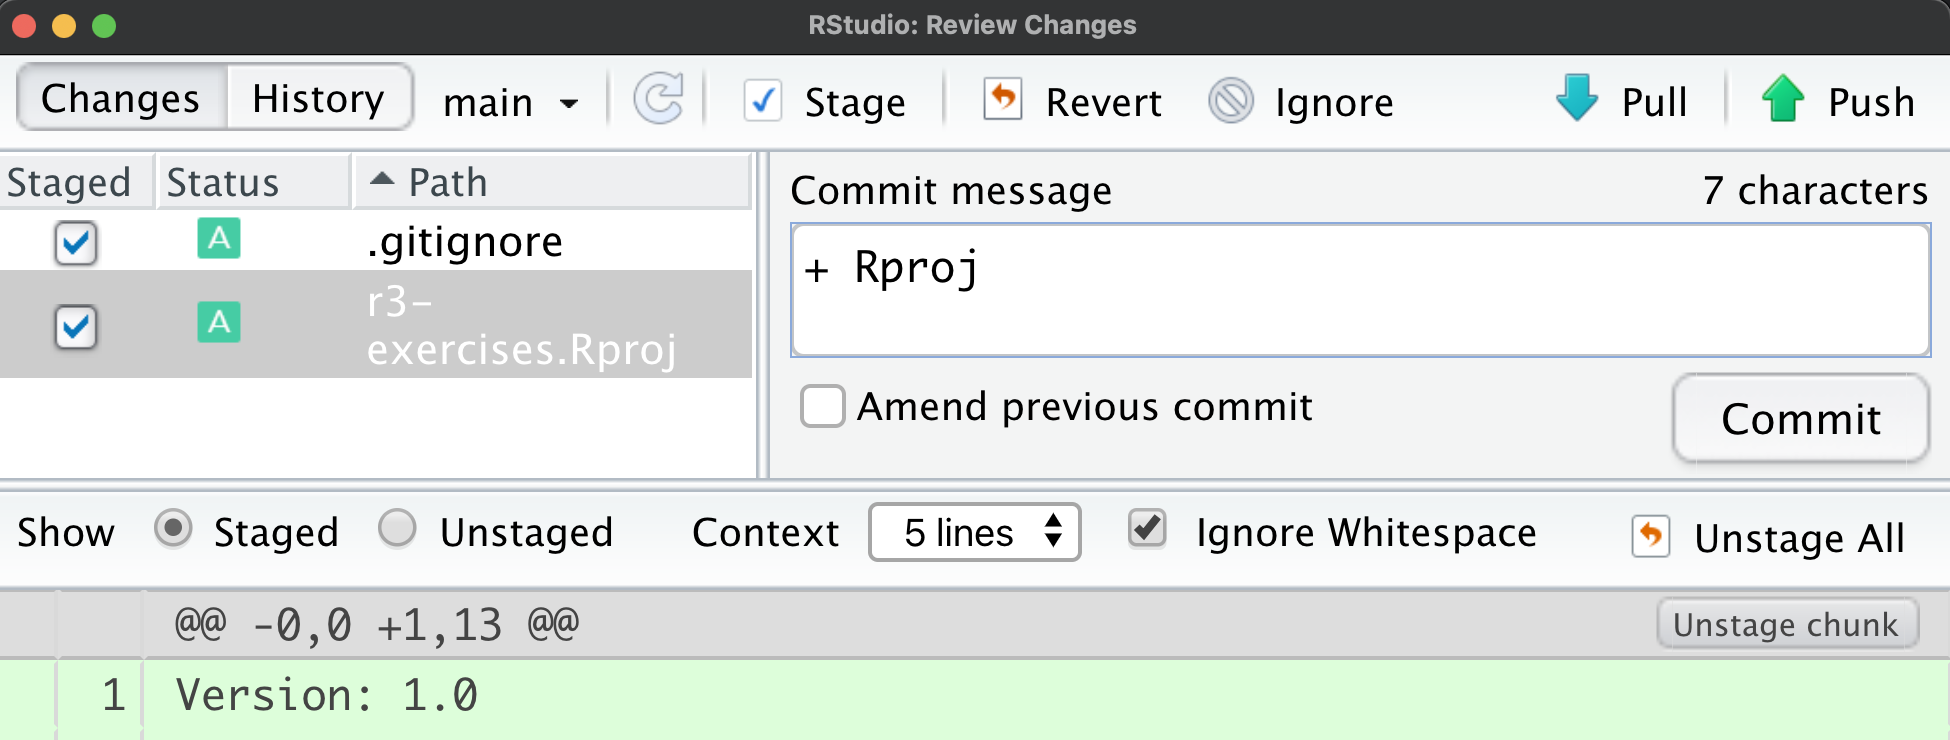 RStudio: Review Changes
Changes History main Stage Revert Ignore Pull Push
Staged Status Path
A .gitignore
A r3-
exercises.Rproj
Commit message 7 characters
+ Rproj
Amend previous commit Commit
Show Staged Unstaged Context 5 lines Ignore Whitespace Unstage All
@@ -0,0 +1,13 @@ Unstage chunk
1 Version: 1.0